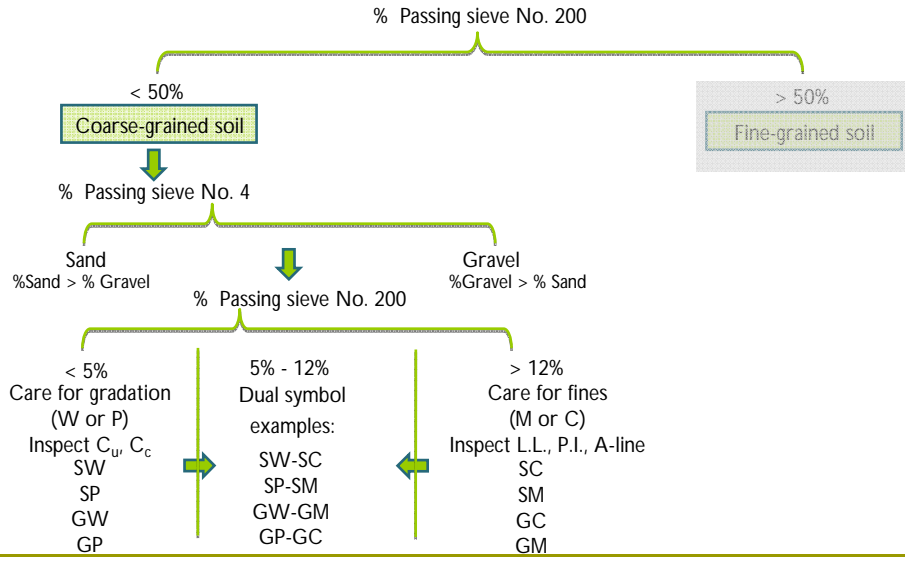 % Passing sieve No. 200
< 50%
Coarse-grained soil
> 50%
Fine-grained soil
% Passing sieve No. 4
Sand
%Sand > % Gravel
Gravel
%Gravel > % Sand
% Passing sieve No. 200
< 5%
Care for gradation
(W or P)
Inspect Cu, Cc
SW
SP
GW
GP
5% - 12%
Dual symbol
examples:
SW-SC
SP-SM
GW-GM
GP-GC
> 12%
Care for fines
(M or C)
Inspect L.L., P.I., A-line
SC
SM
GC
GM